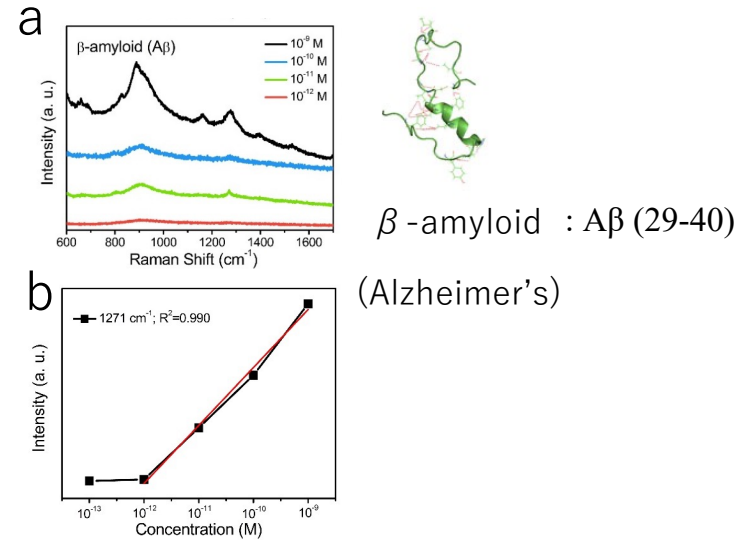 a
β-amyloid (Aβ)
10⁻⁹ M
10⁻¹⁰ M
10⁻¹¹ M
10⁻¹² M
Intensity (a. u.)
600 800 1000 1200 1400 1600
Raman Shift (cm⁻¹)
β-amyloid : Aβ (29-40)
(Alzheimer's)
b
1271 cm⁻¹; R²=0.990
Intensity (a. u.)
10⁻¹³ 10⁻¹² 10⁻¹¹ 10⁻¹⁰ 10⁻⁹
Concentration (M)